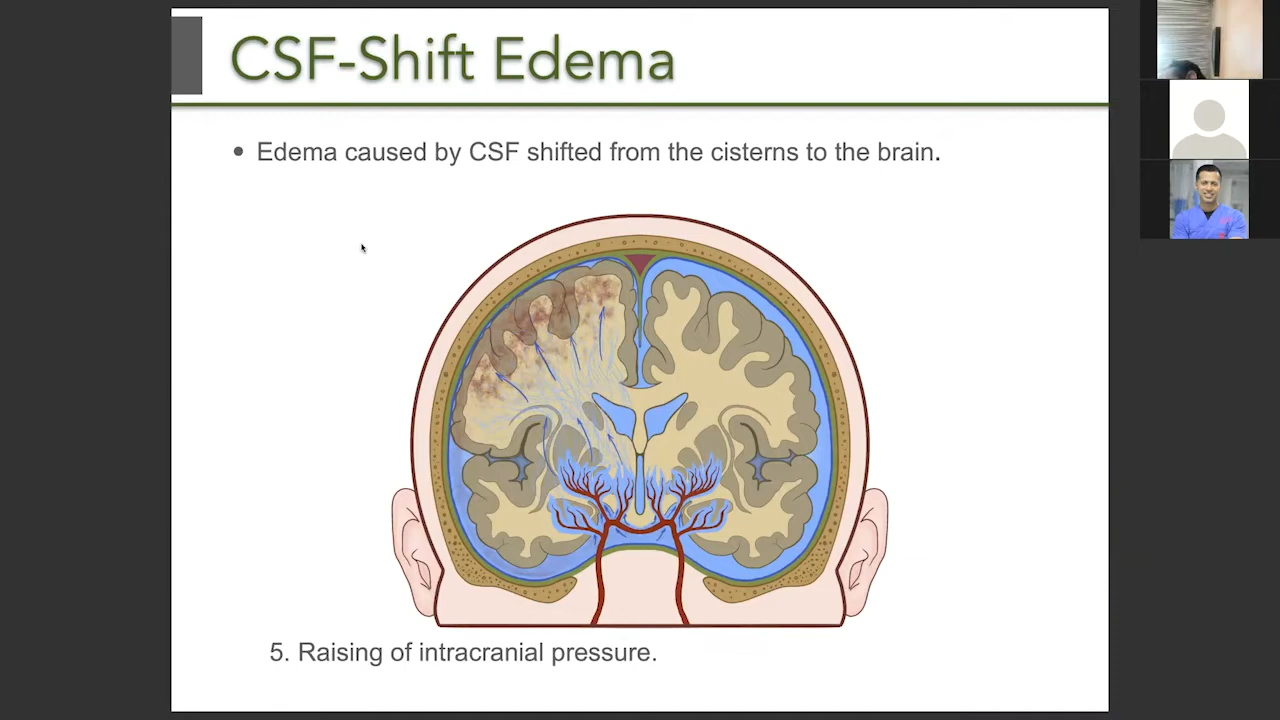 CSF-Shift Edema
• Edema caused by CSF shifted from the cisterns to the brain.
5. Raising of intracranial pressure.